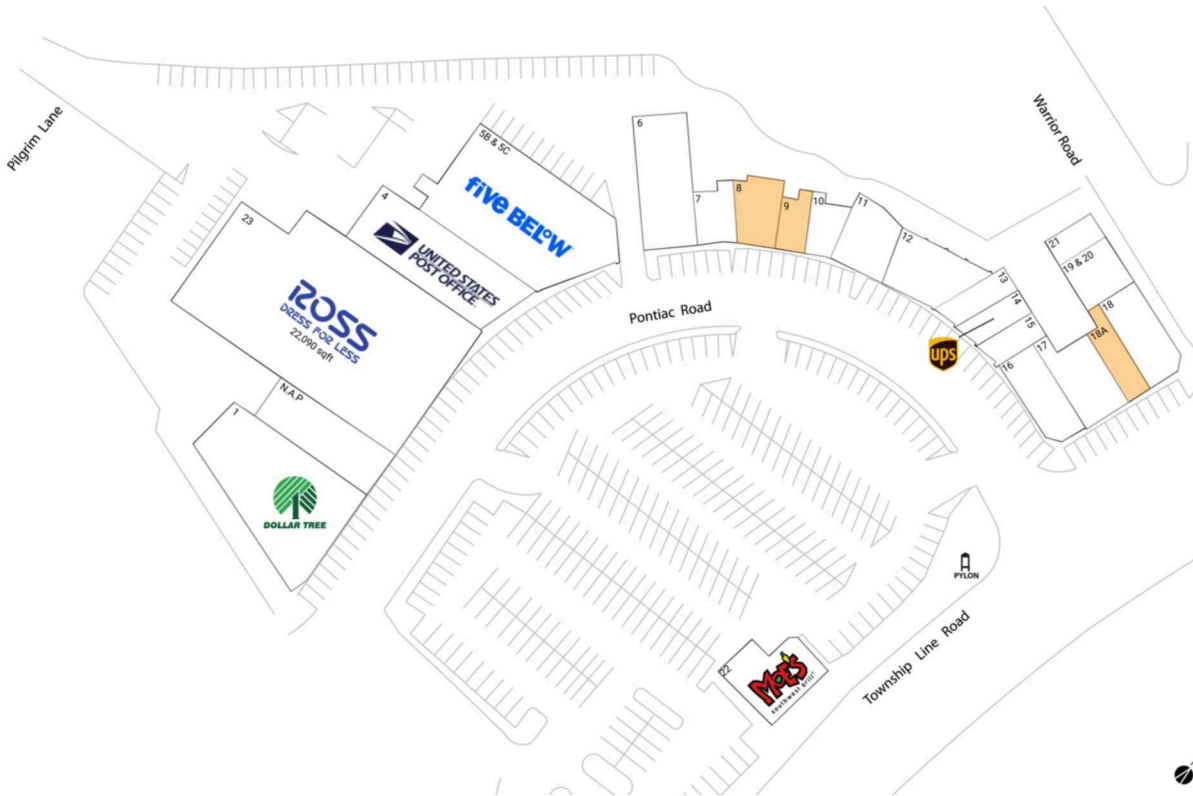 Pilgrim Lane
Warrior Road
5B & 5C
five BELOW
4
UNITED STATES
POST OFFICE
23
ROSS
DRESS FOR LESS
22,090 sqft
N.A.P
1
DOLLAR TREE
6
7
8
9
10
11
12
13
14
15
16
17
18
18A
19 & 20
21
Pontiac Road
ups
PYLON
Township Line Road
22
MOE'S
southwest grill